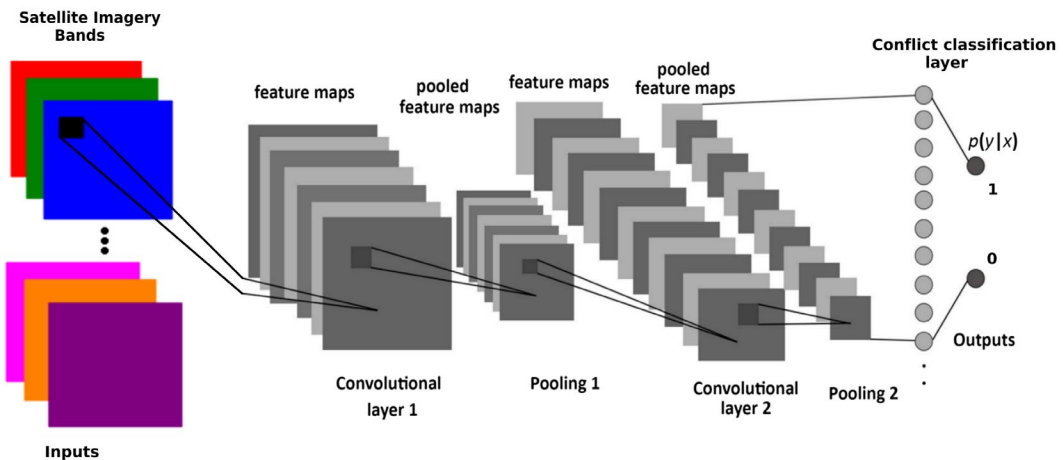 Satellite Imagery
Bands
feature maps
pooled
feature maps
feature maps
pooled
feature maps
Conflict classification
layer
p(y|x)
1
0
Outputs
Convolutional
layer 1
Pooling 1
Convolutional
layer 2
Pooling 2
Inputs